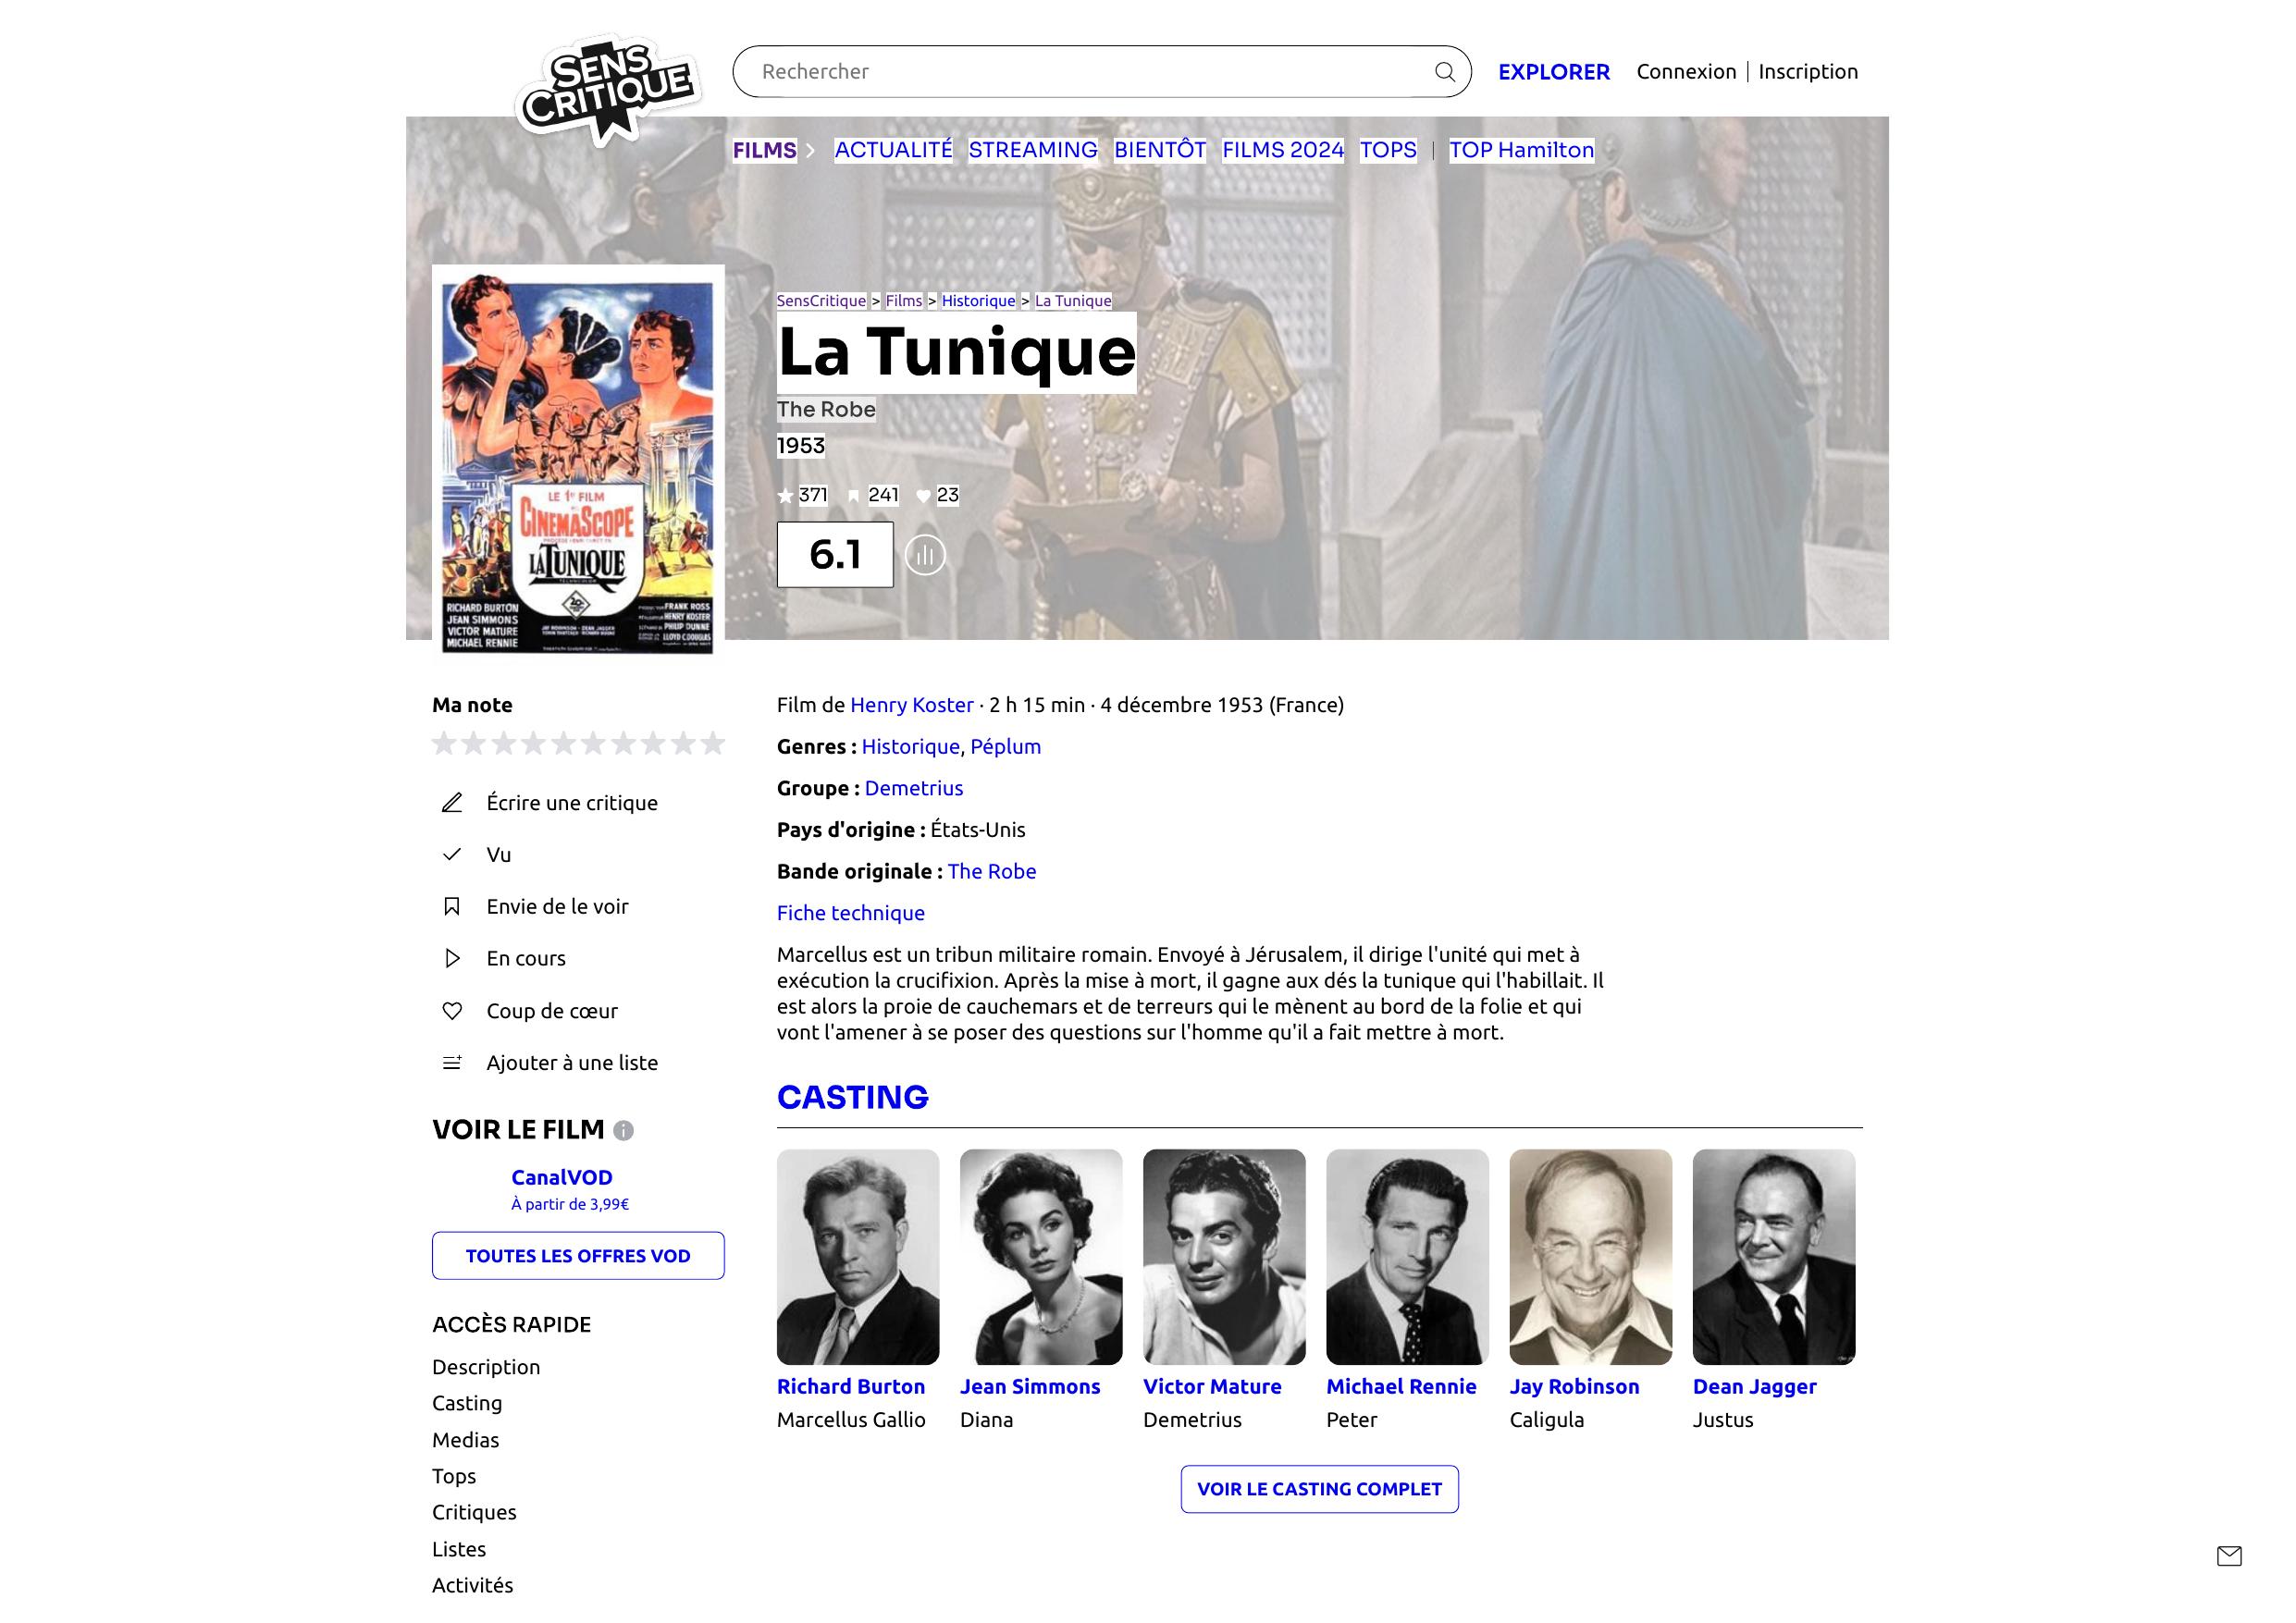 SENS
CRITIQUE
Rechercher
EXPLORER
Connexion | Inscription
FILMS
ACTUALITÉ
STREAMING
BIENTÔT
FILMS 2024
TOPS
TOP Hamilton
SensCritique > Films > Historique > La Tunique
La Tunique
The Robe
1953
371
241
23
6.1
LE 1er FILM
CINEMASCOPE
LA TUNIQUE
RICHARD BURTON
JEAN SIMMONS
VICTOR MATURE
MICHAEL RENNIE
FRANK ROSS
HENRY KOSTER
PHILIP DUNNE
LLOYD C. DOUGLAS
Ma note
Écrire une critique
Vu
Envie de le voir
En cours
Coup de cœur
Ajouter à une liste
VOIR LE FILM
CanalVOD
À partir de 3,99€
TOUTES LES OFFRES VOD
ACCÈS RAPIDE
Description
Casting
Medias
Tops
Critiques
Listes
Activités
Film de Henry Koster · 2 h 15 min · 4 décembre 1953 (France)
Genres : Historique, Péplum
Groupe : Demetrius
Pays d'origine : États-Unis
Bande originale : The Robe
Fiche technique
Marcellus est un tribun militaire romain. Envoyé à Jérusalem, il dirige l'unité qui met à
exécution la crucifixion. Après la mise à mort, il gagne aux dés la tunique qui l'habillait. Il
est alors la proie de cauchemars et de terreurs qui le mènent au bord de la folie et qui
vont l'amener à se poser des questions sur l'homme qu'il a fait mettre à mort.
CASTING
Richard Burton
Marcellus Gallio
Jean Simmons
Diana
Victor Mature
Demetrius
Michael Rennie
Peter
Jay Robinson
Caligula
Dean Jagger
Justus
VOIR LE CASTING COMPLET